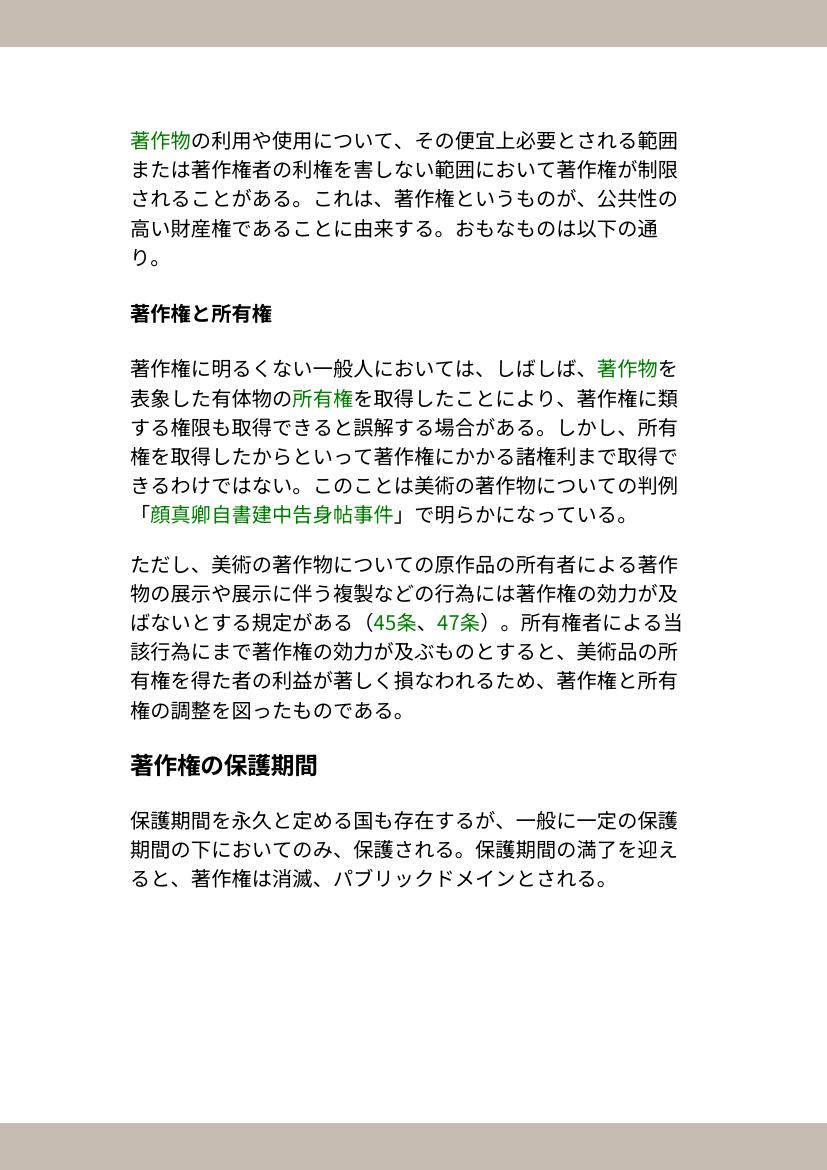 著作物の利用や使用について、その便宜上必要とされる範囲
または著作権者の利権を害しない範囲において著作権が制限
されることがある。これは、著作権というものが、公共性の
高い財産権であることに由来する。おもなものは以下の通
り。
著作権と所有権
著作権に明るくない一般人においては、しばしば、著作物を
表象した有体物の所有権を取得したことにより、著作権に類
する権限も取得できると誤解する場合がある。しかし、所有
権を取得したからといって著作権にかかる諸権利まで取得で
きるわけではない。このことは美術の著作物についての判例
「顔真卿自書建中告身帖事件」で明らかになっている。
ただし、美術の著作物についての原作品の所有者による著作
物の展示や展示に伴う複製などの行為には著作権の効力が及
ばないとする規定がある（45条、47条）。所有権者による当
該行為にまで著作権の効力が及ぶものとすると、美術品の所
有権を得た者の利益が著しく損なわれるため、著作権と所有
権の調整を図ったものである。
著作権の保護期間
保護期間を永久と定める国も存在するが、一般に一定の保護
期間の下においてのみ、保護される。保護期間の満了を迎え
ると、著作権は消滅、パブリックドメインとされる。